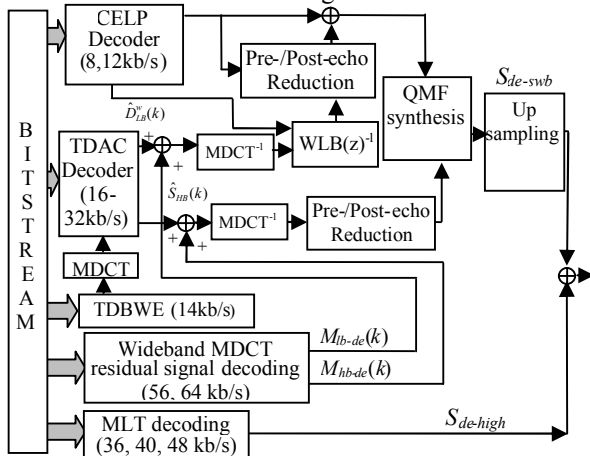 CELP
Decoder
(8,12kb/s)
Pre-/Post-echo
Reduction
QMF
synthesis
S_de-swb
Up
sampling
BITSTREAM
D̂^w_LB(k)
TDAC
Decoder
(16-
32kb/s)
+
+
MDCT⁻¹
WLB(z)⁻¹
Ŝ_HB(k)
+
+
MDCT⁻¹
Pre-/Post-echo
Reduction
MDCT
TDBWE (14kb/s)
Wideband MDCT
residual signal decoding
(56, 64 kb/s)
M_lb-de(k)
M_hb-de(k)
MLT decoding
(36, 40, 48 kb/s)
S_de-high